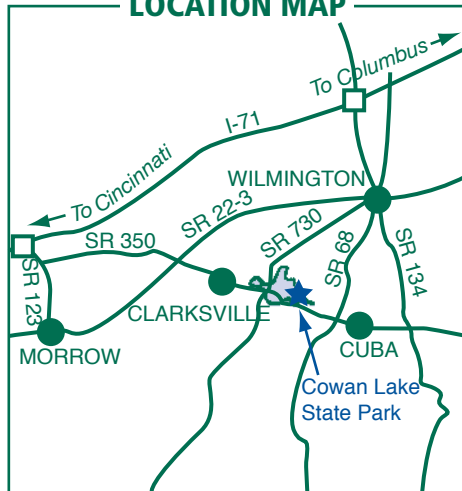 LOCATION MAP
To Columbus
I-71
To Cincinnati
WILMINGTON
SR 22-3
SR 730
SR 350
SR 68
SR 134
SR 123
CLARKSVILLE
MORROW
CUBA
Cowan Lake
State Park